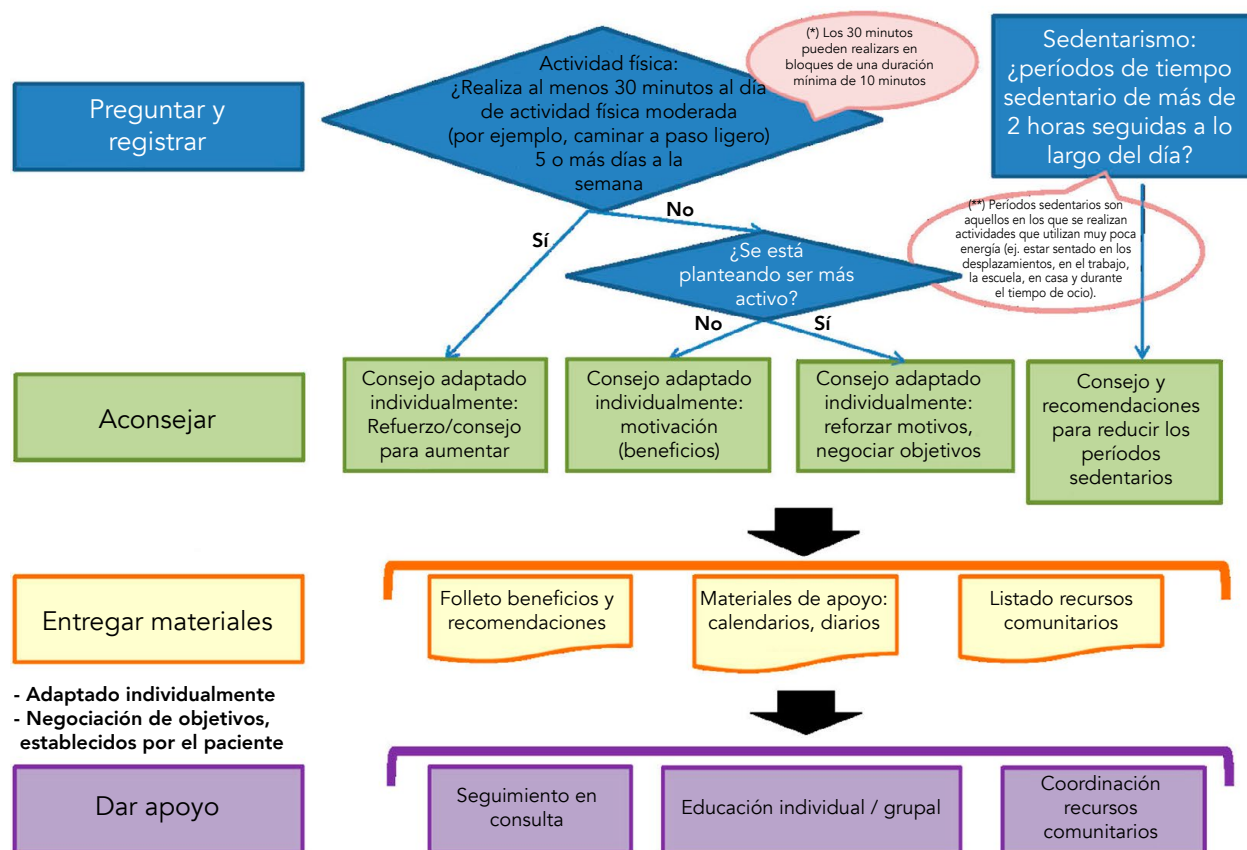 Preguntar y
registrar
Actividad física:
¿Realiza al menos 30 minutos al día
de actividad física moderada
(por ejemplo, caminar a paso ligero)
5 o más días a la
semana
(*) Los 30 minutos
pueden realizars en
bloques de una duración
mínima de 10 minutos
Sedentarismo:
¿períodos de tiempo
sedentario de más de
2 horas seguidas a lo
largo del día?
(**) Períodos sedentarios son
aquellos en los que se realizan
actividades que utilizan muy poca
energía (ej. estar sentado en los
desplazamientos, en el trabajo,
la escuela, en casa y durante
el tiempo de ocio).
Sí
No
¿Se está
planteando ser más
activo?
No
Sí
Aconsejar
Consejo adaptado
individualmente:
Refuerzo/consejo
para aumentar
Consejo adaptado
individualmente:
motivación
(beneficios)
Consejo adaptado
individualmente:
reforzar motivos,
negociar objetivos
Consejo y
recomendaciones
para reducir los
períodos
sedentarios
Entregar materiales
Folleto beneficios y
recomendaciones
Materiales de apoyo:
calendarios, diarios
Listado recursos
comunitarios
- Adaptado individualmente
- Negociación de objetivos,
establecidos por el paciente
Dar apoyo
Seguimiento en
consulta
Educación individual / grupal
Coordinación
recursos
comunitarios